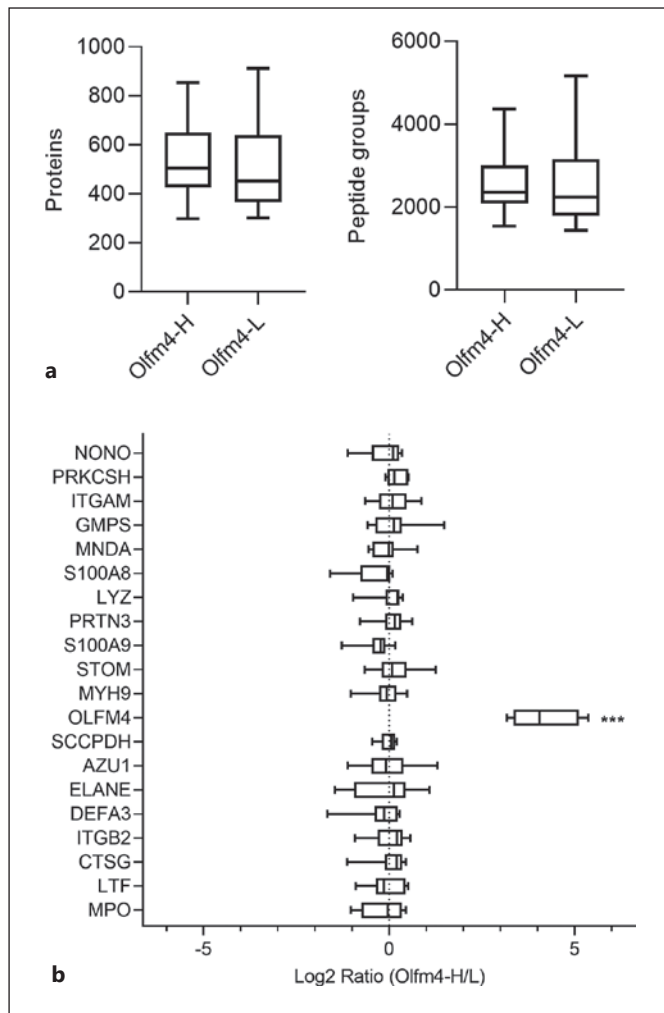 1000
800
600
400
200
0
Proteins
Olfm4-H
Olfm4-L
6000
4000
2000
0
Peptide groups
Olfm4-H
Olfm4-L
a
NONO
PRKCSH
ITGAM
GMPS
MNDA
S100A8
LYZ
PRTN3
S100A9
STOM
MYH9
OLFM4
***
SCCPDH
AZU1
ELANE
DEFA3
ITGB2
CTSG
LTF
MPO
-5 0 5
Log2 Ratio (Olfm4-H/L)
b